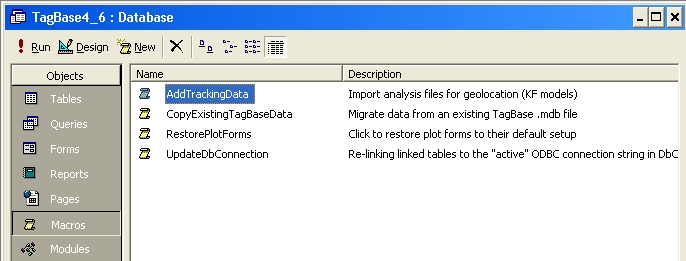 TagBase4_6 : Database
Run Design New
Objects
Tables
Queries
Forms
Reports
Pages
Macros
Modules
Name Description
AddTrackingData Import analysis files for geolocation (KF models)
CopyExistingTagBaseData Migrate data from an existing TagBase .mdb file
RestorePlotForms Click to restore plot forms to their default setup
UpdateDbConnection Re-linking linked tables to the "active" ODBC connection string in DbC